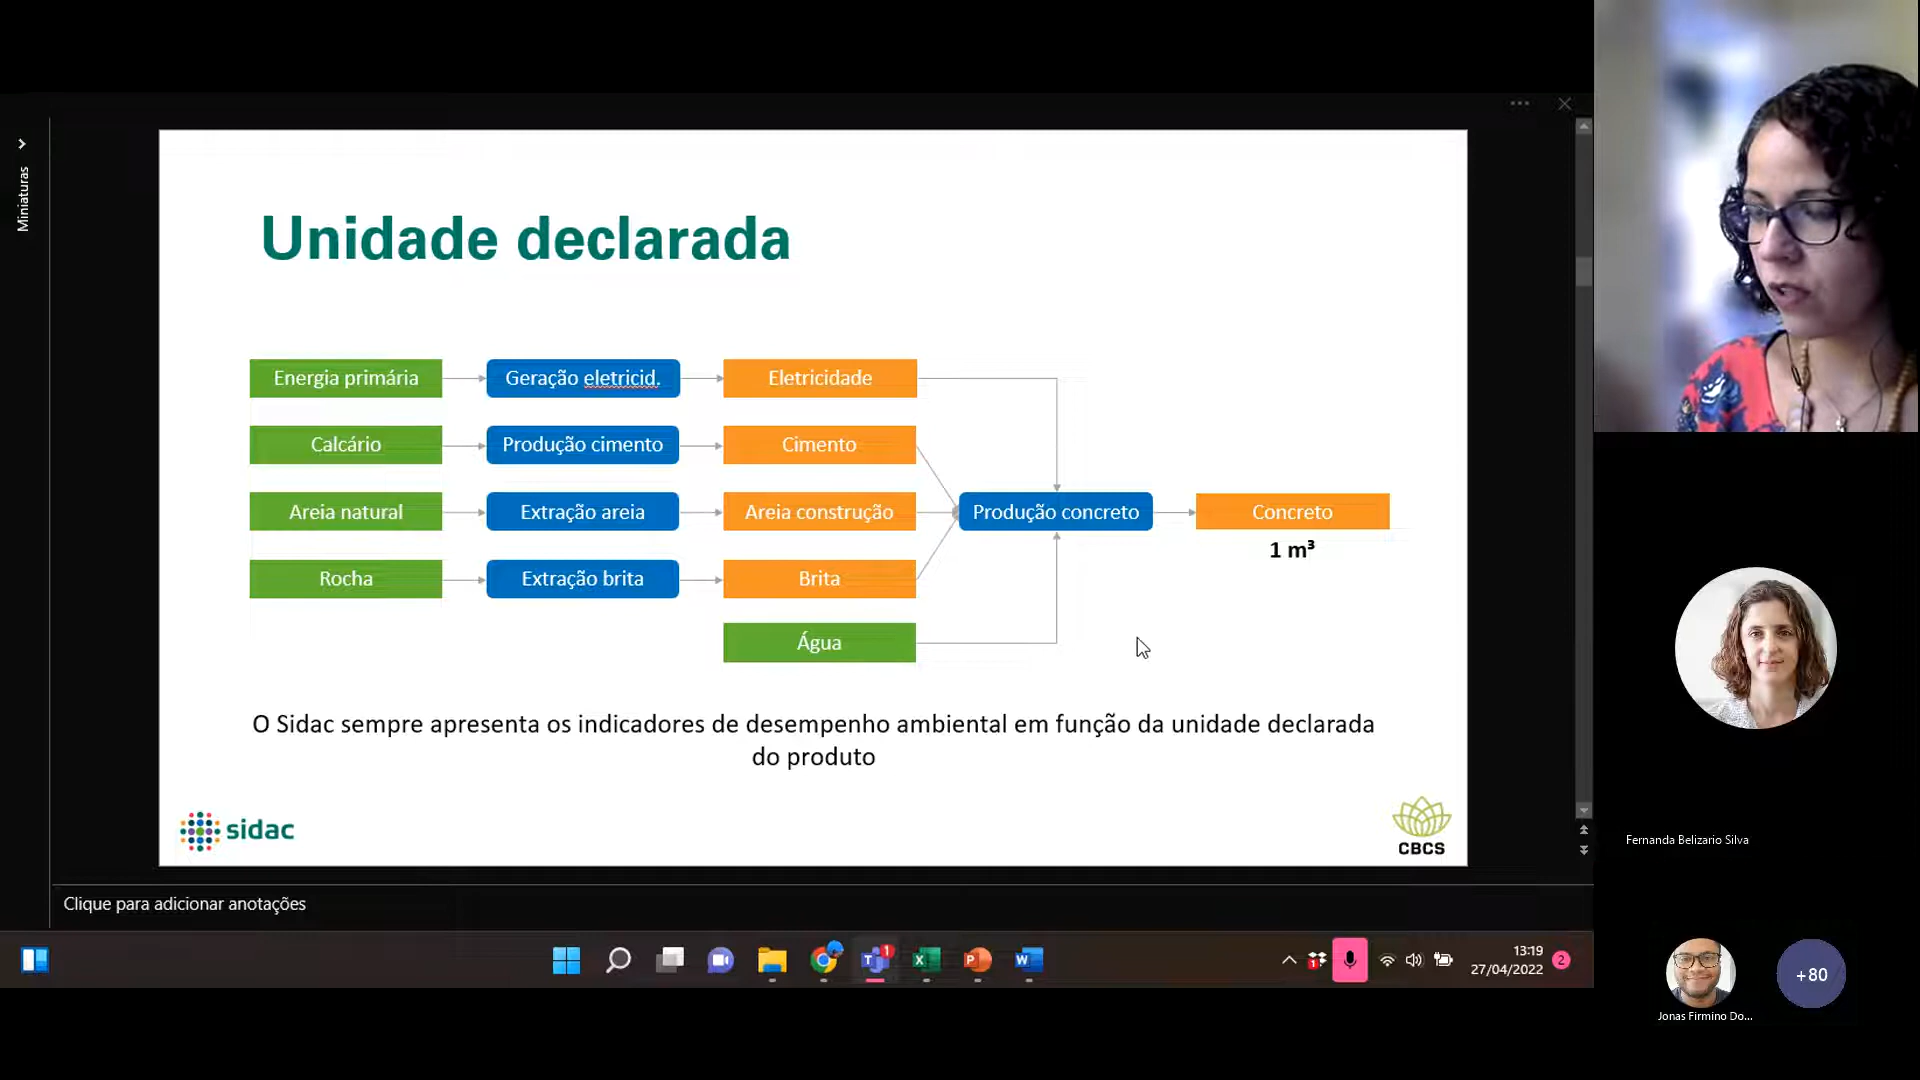 Miniaturas
Unidade declarada
Energia primária
Geração eletricid.
Eletricidade
Calcário
Produção cimento
Cimento
Areia natural
Extração areia
Areia construção
Produção concreto
Concreto
1 m³
Rocha
Extração brita
Brita
Água
O Sidac sempre apresenta os indicadores de desempenho ambiental em função da unidade declarada
do produto
sidac
CBCS
Clique para adicionar anotações
Fernanda Belizario Silva
Jonas Firmino Do...
+80
13:19
27/04/2022
2
1
1